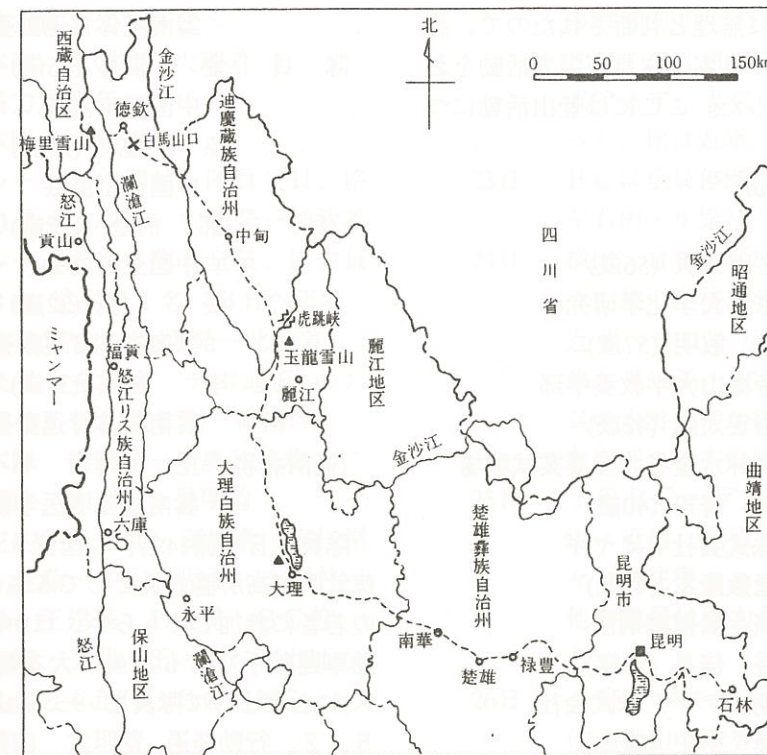 北
0 50 100 150km
西蔵自治区
金沙江
徳欽
白馬山口
梅里雪山
迪慶蔵族自治州
怒江
瀾滄江
貢山
中甸
四川省
金沙江
昭通地区
虎跳峡
玉龍雪山
麗江
麗江地区
ミャンマー
福貢
怒江リス族自治州
金沙江
曲靖地区
大理白族自治州
六庫
楚雄彝族自治州
昆明市
大理
永平
怒江
保山地区
瀾滄江
南華
楚雄
禄豊
昆明
石林